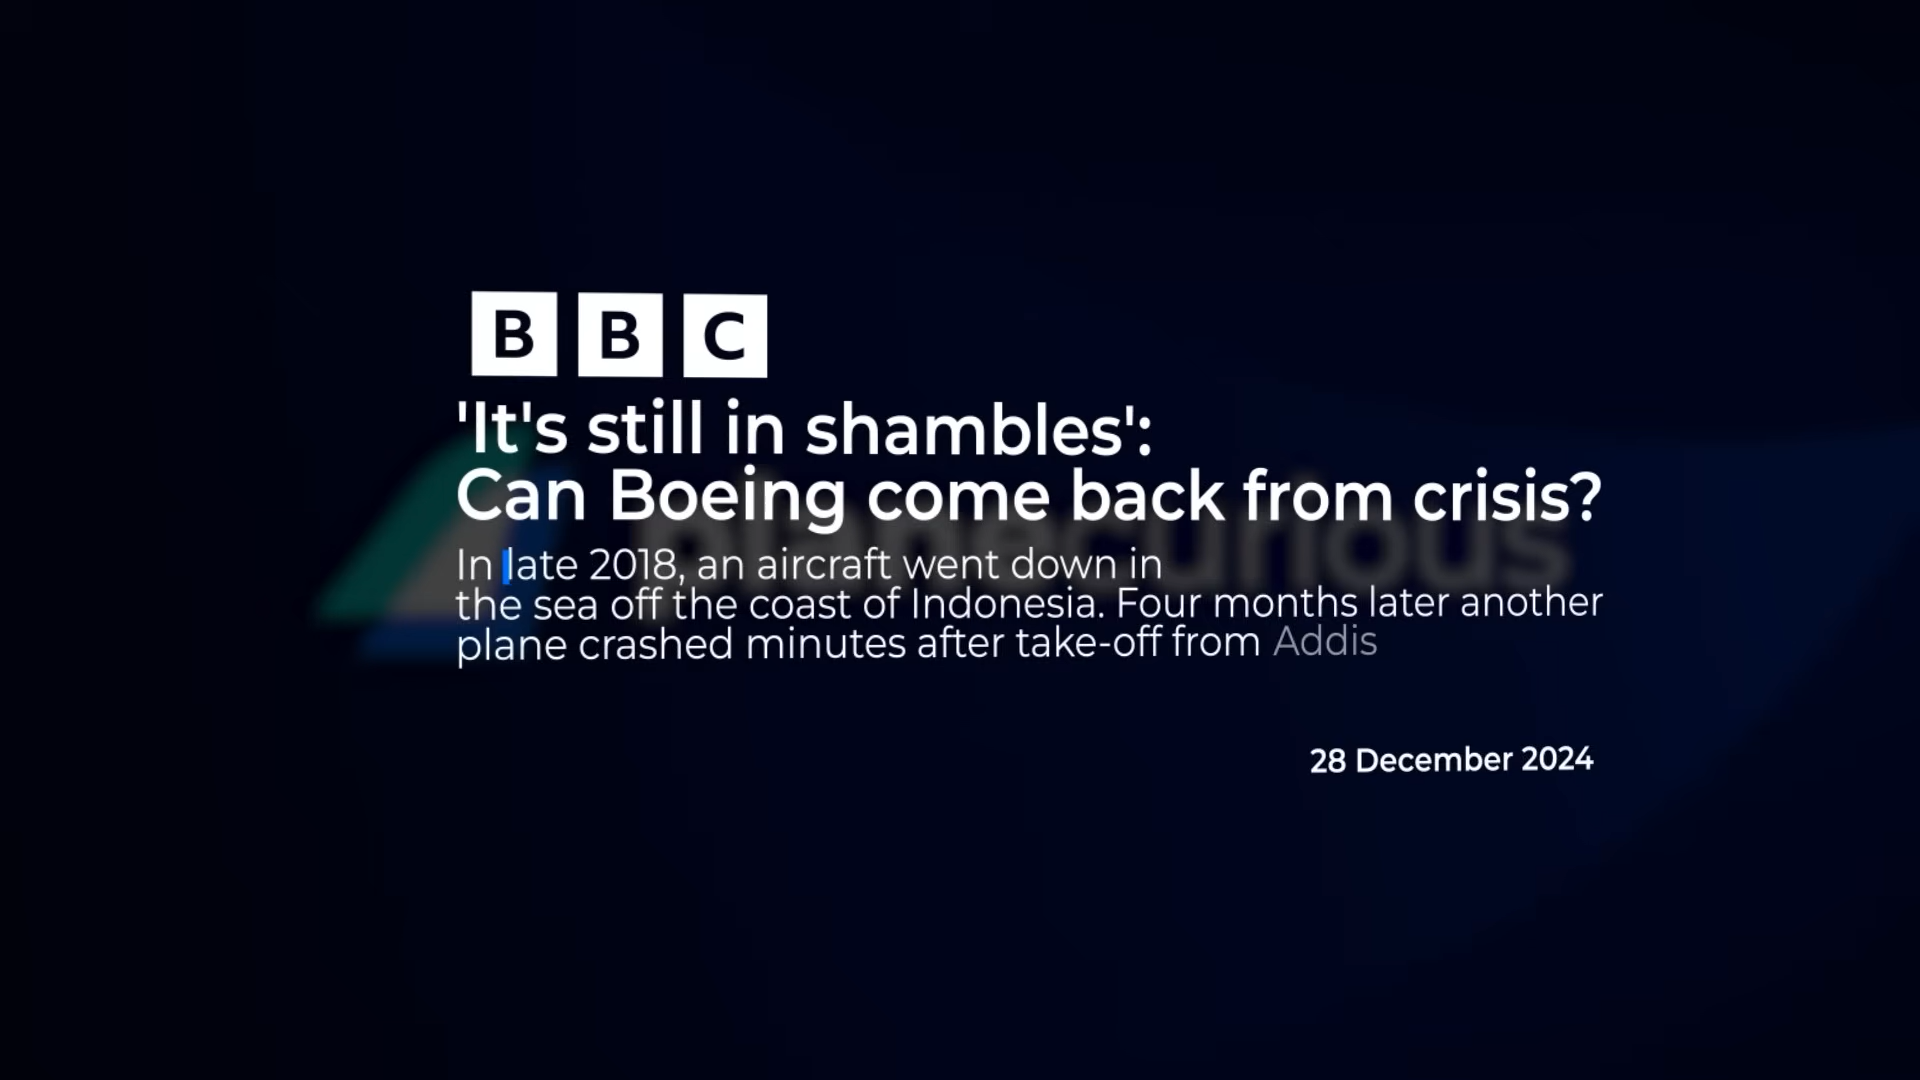 BBC
'It's still in shambles':
Can Boeing come back from crisis?
In late 2018, an aircraft went down in
the sea off the coast of Indonesia. Four months later another
plane crashed minutes after take-off from Addis
28 December 2024
planecurious